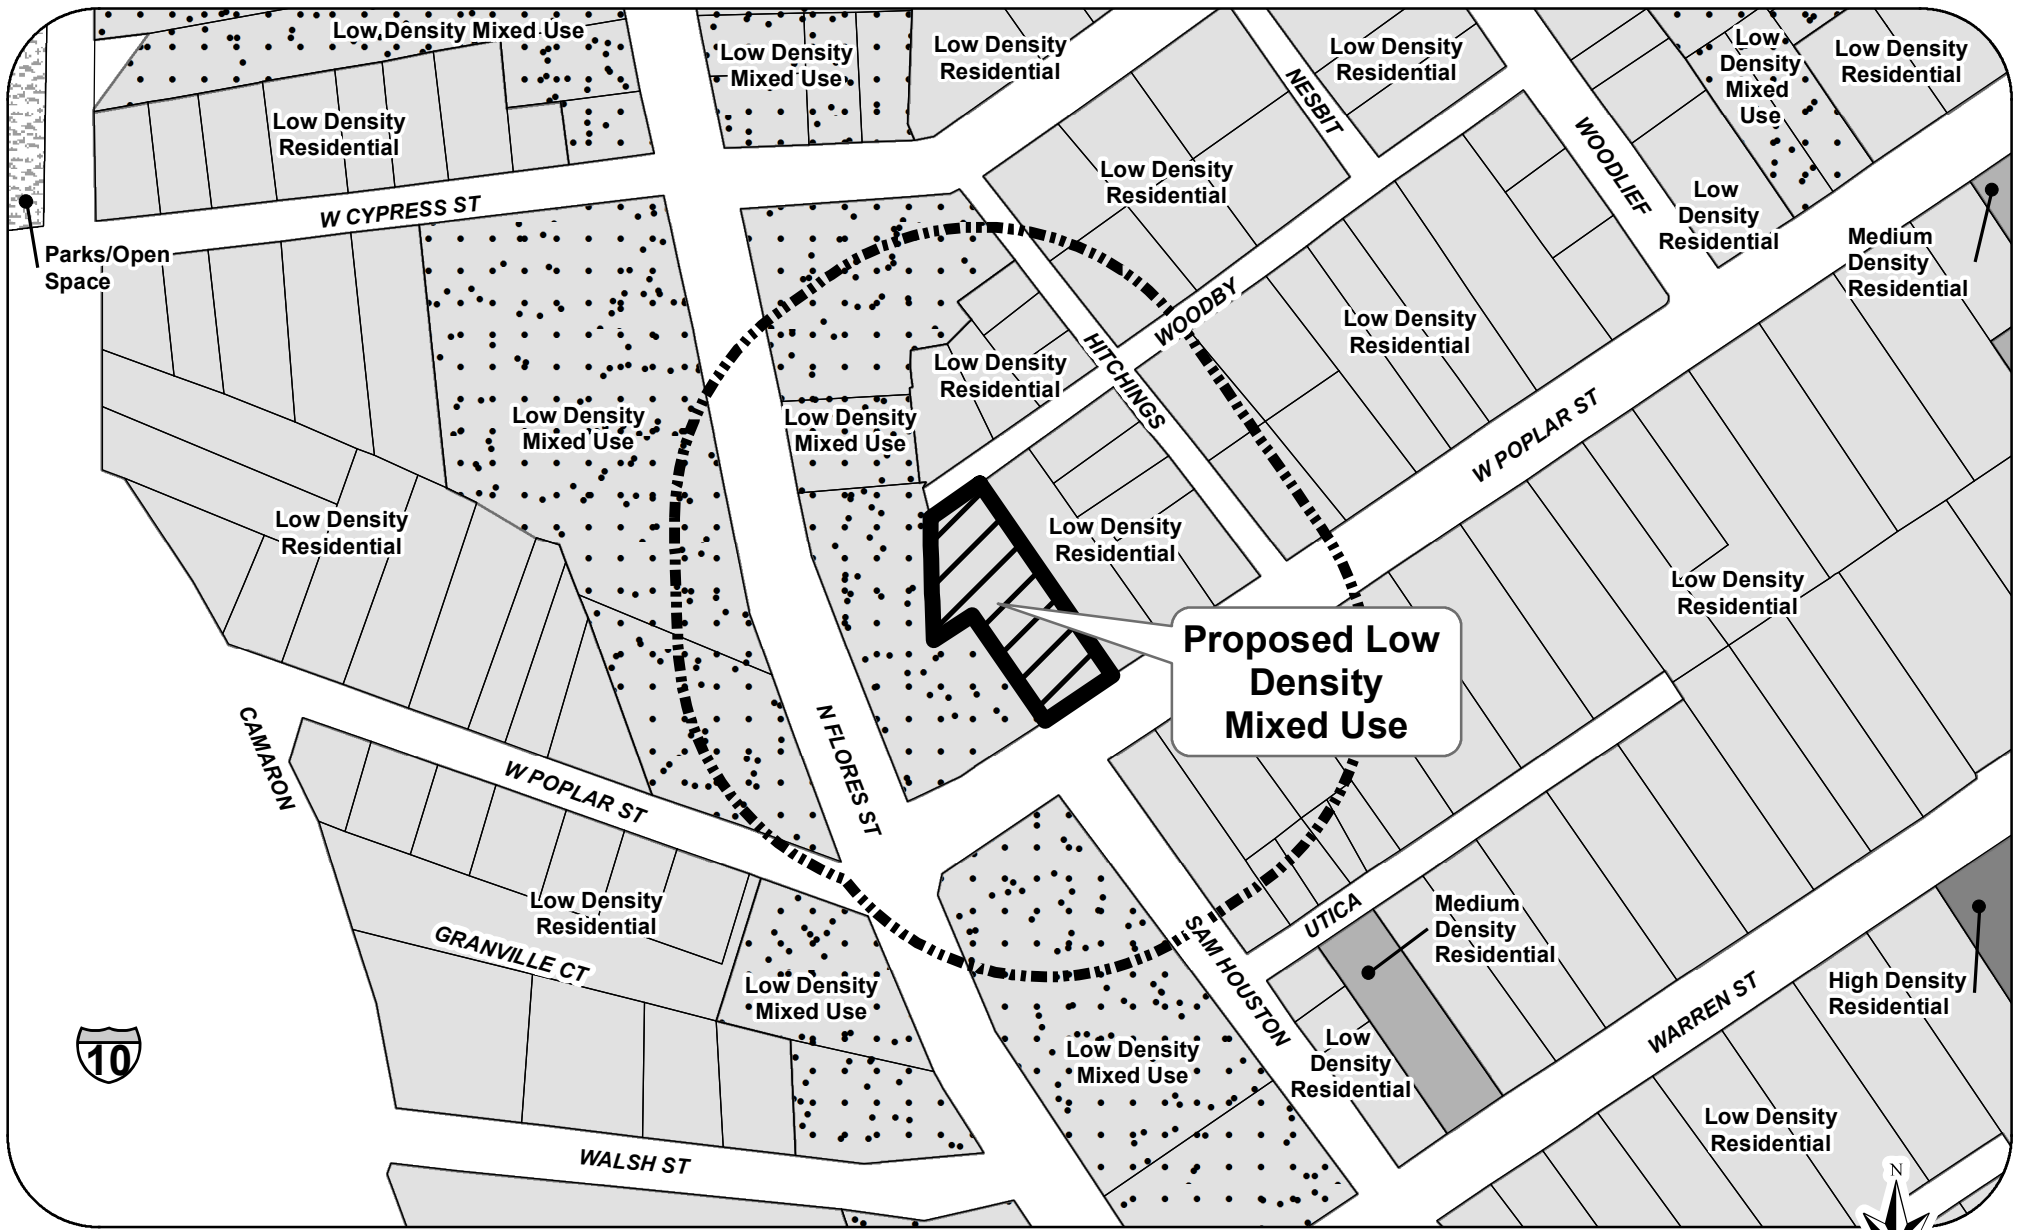 Low Density Mixed Use
Low Density
Mixed Use
Low Density
Residential
Low Density
Residential
Low
Density
Mixed
Use
Low Density
Residential
Low Density
Residential
NESBIT
WOODLIEF
Low Density
Residential
Low
Density
Residential
W CYPRESS ST
Parks/Open
Space
Medium
Density
Residential
WOODBY
Low Density
Residential
HITCHINGS
Low Density
Residential
Low Density
Mixed Use
Low Density
Mixed Use
W POPLAR ST
Low Density
Residential
Low Density
Residential
Low Density
Residential
Proposed Low
Density
Mixed Use
CAMARON
N FLORES ST
W POPLAR ST
Low Density
Residential
GRANVILLE CT
UTICA
Medium
Density
Residential
SAM HOUSTON
Low Density
Mixed Use
High Density
Residential
WARREN ST
10
Low Density
Mixed Use
Low
Density
Residential
Low Density
Residential
WALSH ST
N